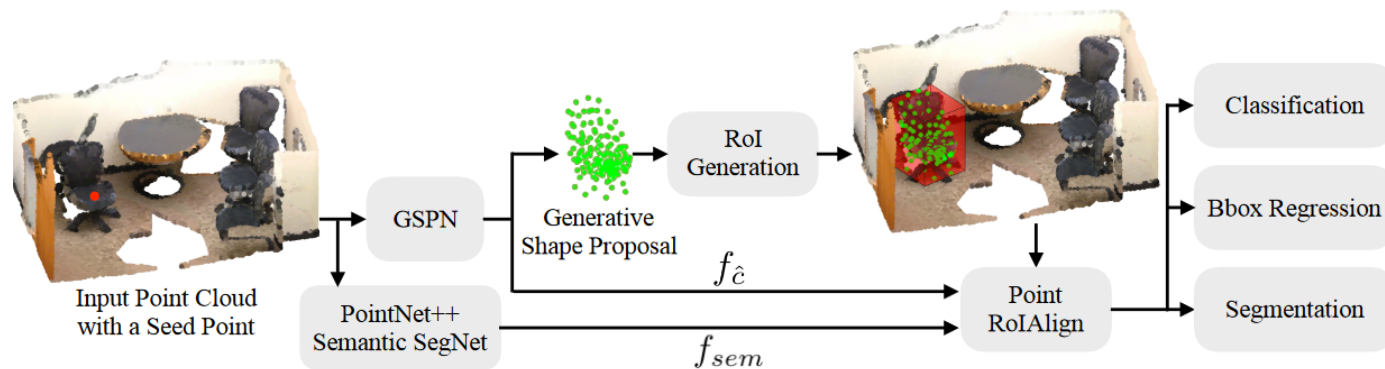 Input Point Cloud
with a Seed Point
GSPN
PointNet++
Semantic SegNet
Generative
Shape Proposal
RoI
Generation
f_ĉ
f_sem
Point
RoIAlign
Classification
Bbox Regression
Segmentation